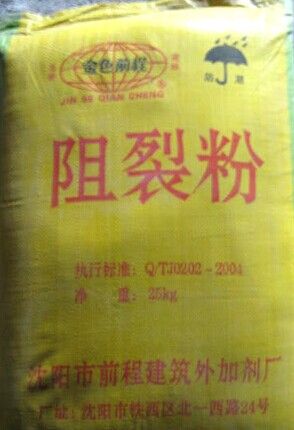 金色前程
JIN SE QIAN CHENG
防 潮
阻裂粉
执行标准：Q/TJ0202-2004
净 重：25kg
沈阳市前程建筑外加剂厂
厂址：沈阳市铁西区北一西路24号